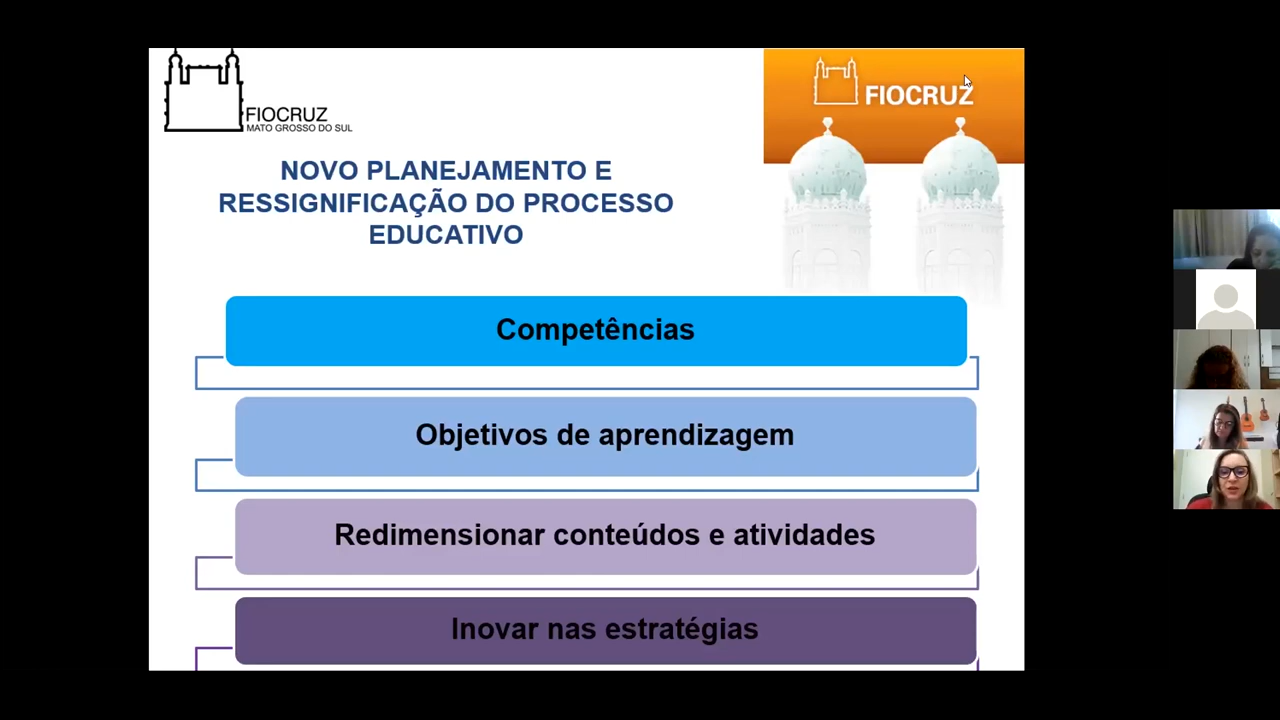 FIOCRUZ
MATO GROSSO DO SUL
FIOCRUZ
NOVO PLANEJAMENTO E
RESSIGNIFICAÇÃO DO PROCESSO
EDUCATIVO
Competências
Objetivos de aprendizagem
Redimensionar conteúdos e atividades
Inovar nas estratégias